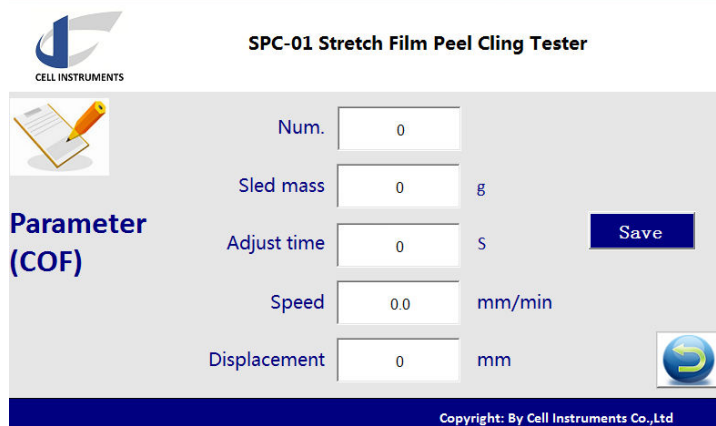 SPC-01 Stretch Film Peel Cling Tester
CELL INSTRUMENTS
Parameter
(COF)
Num. 0
Sled mass 0 g
Adjust time 0 S
Speed 0.0 mm/min
Displacement 0 mm
Save
Copyright: By Cell Instruments Co.,Ltd